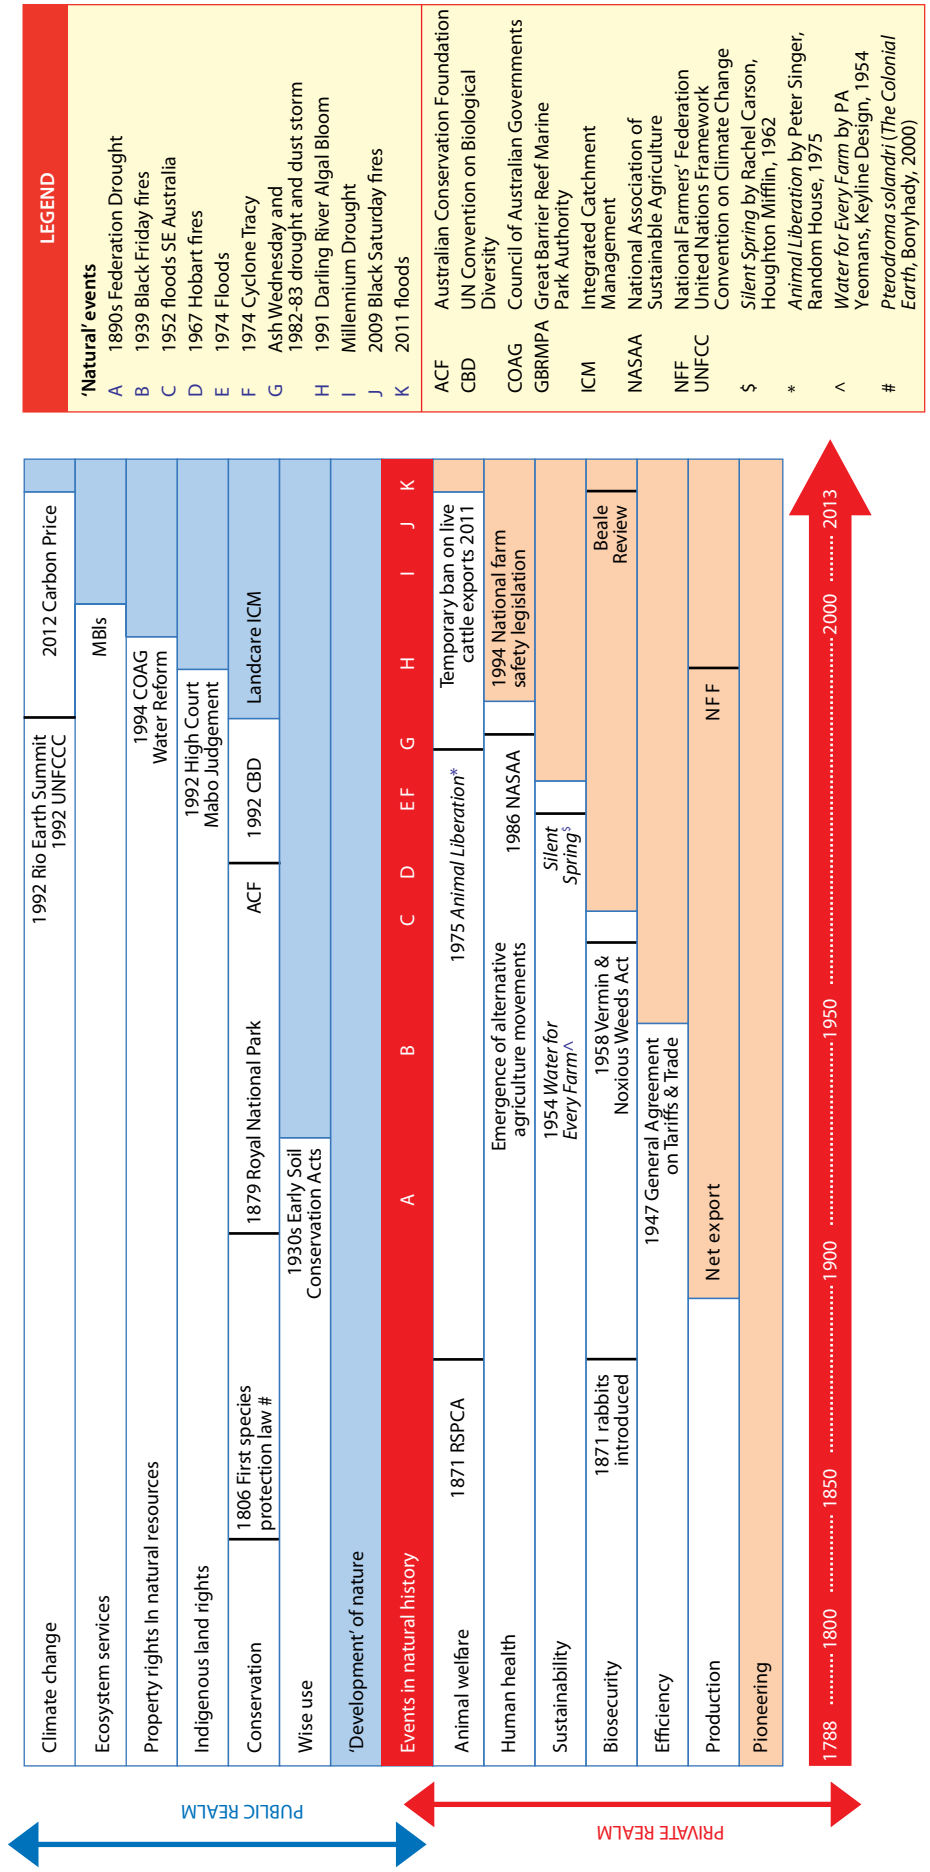 PUBLIC REALM
PRIVATE REALM
Climate change
1992 Rio Earth Summit
1992 UNFCCC
2012 Carbon Price
Ecosystem services
MBIs
Property rights In natural resources
1994 COAG
Water Reform
Indigenous land rights
1992 High Court
Mabo Judgement
Conservation
1806 First species
protection law #
1879 Royal National Park
ACF
1992 CBD
Landcare ICM
Wise use
1930s Early Soil
Conservation Acts
'Development' of nature
Events in natural history
A B C D E F G H I J K
Animal welfare
1871 RSPCA
1975 Animal Liberation*
Temporary ban on live
cattle exports 2011
Human health
Emergence of alternative
agriculture movements
1986 NASAA
1994 National farm
safety legislation
Sustainability
1954 Water for
Every Farm^
Silent
Spring$
Biosecurity
1871 rabbits
introduced
1958 Vermin &
Noxious Weeds Act
Beale
Review
Efficiency
1947 General Agreement
on Tariffs & Trade
Production
Net export
NFF
Pioneering
1788 .......... 1800 ............ 1850 ............ 1900 ............ 1950 ............ 2000 ........ 2013
LEGEND
'Natural' events
A 1890s Federation Drought
B 1939 Black Friday fires
C 1952 floods SE Australia
D 1967 Hobart fires
E 1974 Floods
F 1974 Cyclone Tracy
G Ash Wednesday and
1982-83 drought and dust storm
H 1991 Darling River Algal Bloom
I Millennium Drought
J 2009 Black Saturday fires
K 2011 floods
ACF Australian Conservation Foundation
CBD UN Convention on Biological
Diversity
COAG Council of Australian Governments
GBRMPA Great Barrier Reef Marine
Park Authority
ICM Integrated Catchment
Management
NASAA National Association of
Sustainable Agriculture
NFF National Farmers' Federation
UNFCC United Nations Framework
Convention on Climate Change
$ Silent Spring by Rachel Carson,
Houghton Mifflin, 1962
* Animal Liberation by Peter Singer,
Random House, 1975
^ Water for Every Farm by PA
Yeomans, Keyline Design, 1954
# Pterodroma solandri (The Colonial
Earth, Bonyhady, 2000)